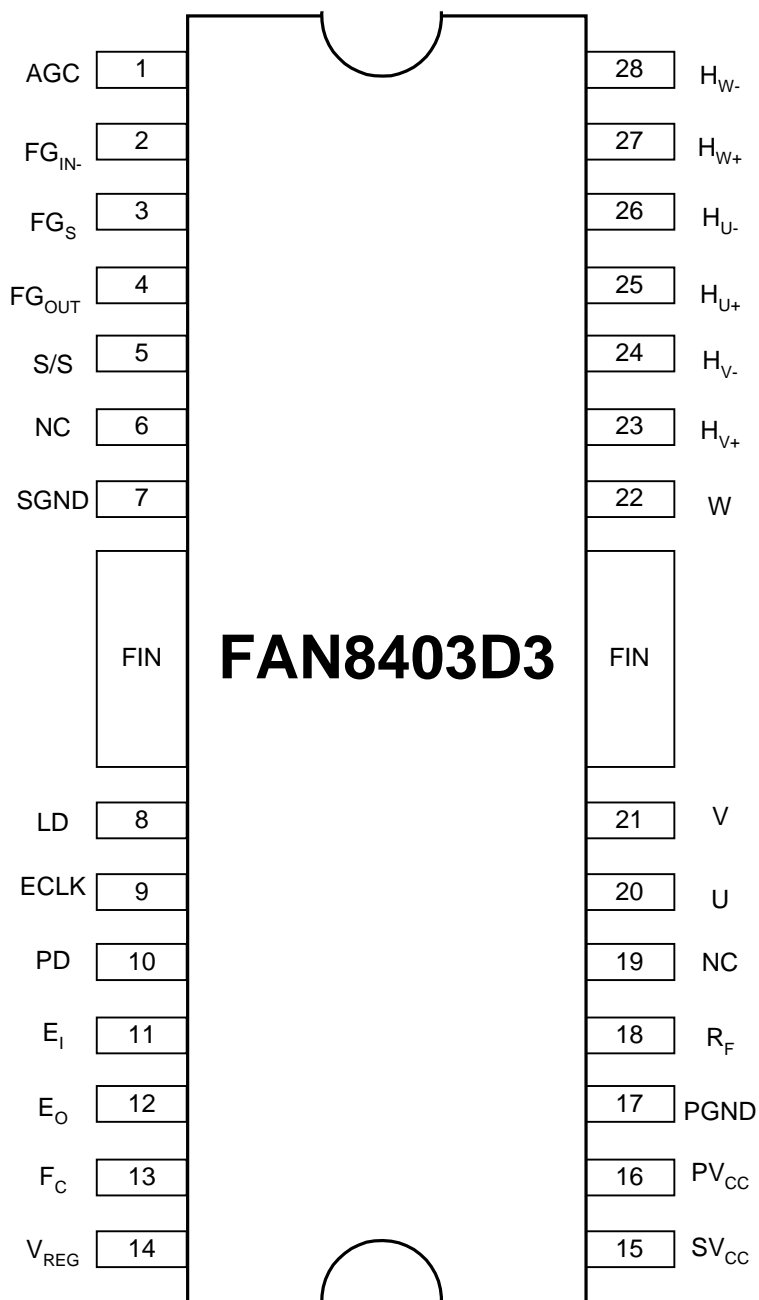 AGC 1 28 H_W-
FG_IN- 2 27 H_W+
FG_S 3 26 H_U-
FG_OUT 4 25 H_U+
S/S 5 24 H_V-
NC 6 23 H_V+
SGND 7 22 W
FIN FAN8403D3 FIN
LD 8 21 V
ECLK 9 20 U
PD 10 19 NC
E_I 11 18 R_F
E_O 12 17 PGND
F_C 13 16 PV_CC
V_REG 14 15 SV_CC